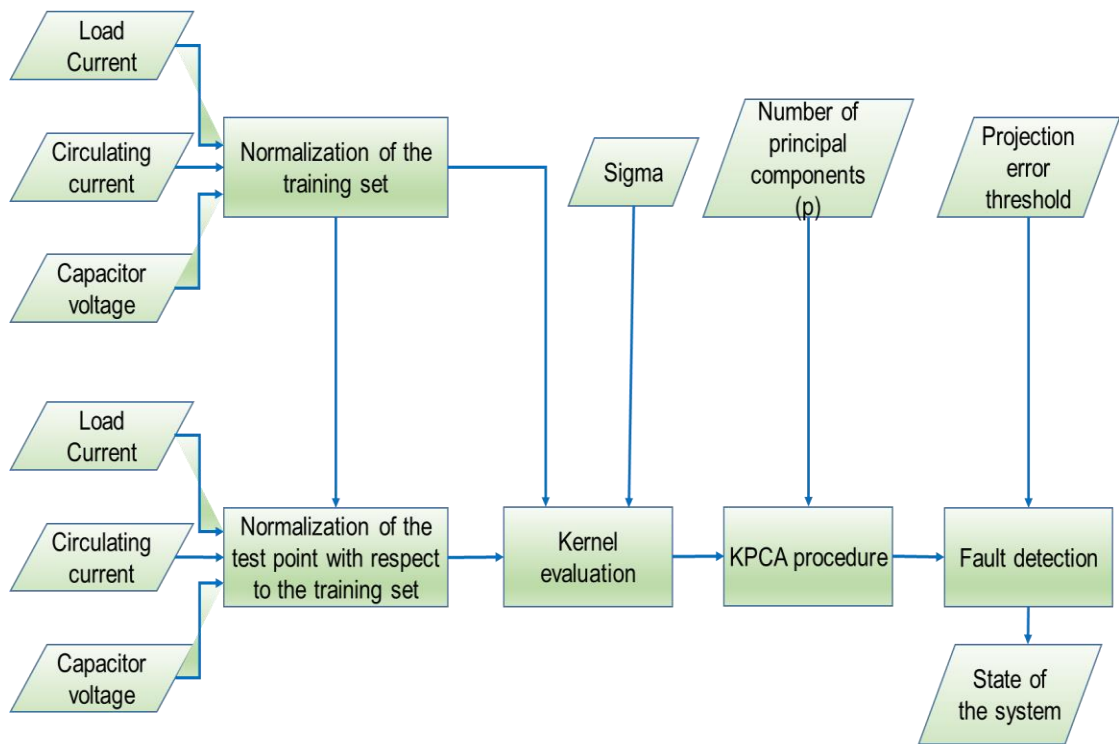 Load
Current
Circulating
current
Capacitor
voltage
Normalization of the
training set
Sigma
Number of
principal
components
(p)
Projection
error
threshold
Load
Current
Circulating
current
Capacitor
voltage
Normalization of the
test point with respect
to the training set
Kernel
evaluation
KPCA procedure
Fault detection
State of
the system